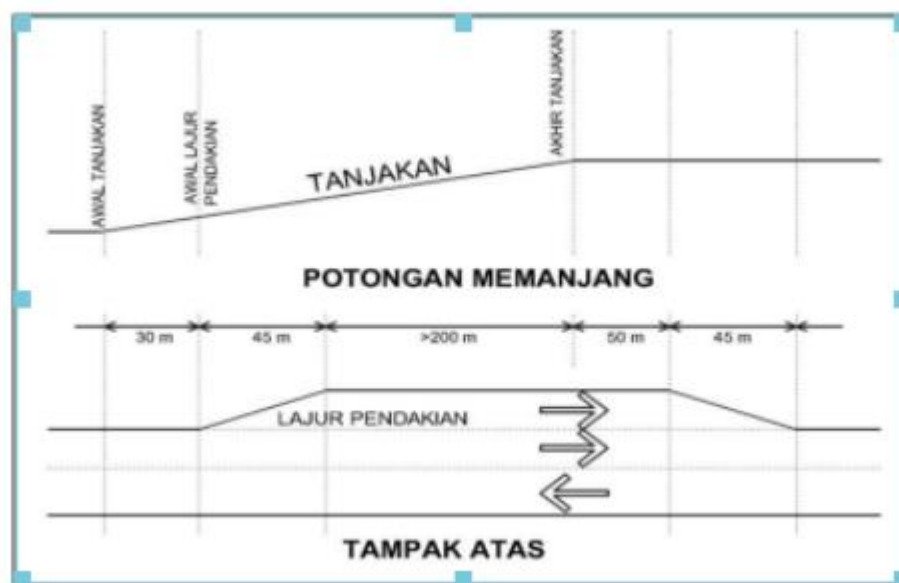 AWAL TANJAKAN
AWAL LAJUR
PENDAKIAN
TANJAKAN
AKHIR TANJAKAN
POTONGAN MEMANJANG
30 m
45 m
>200 m
50 m
45 m
LAJUR PENDAKIAN
TAMPAK ATAS